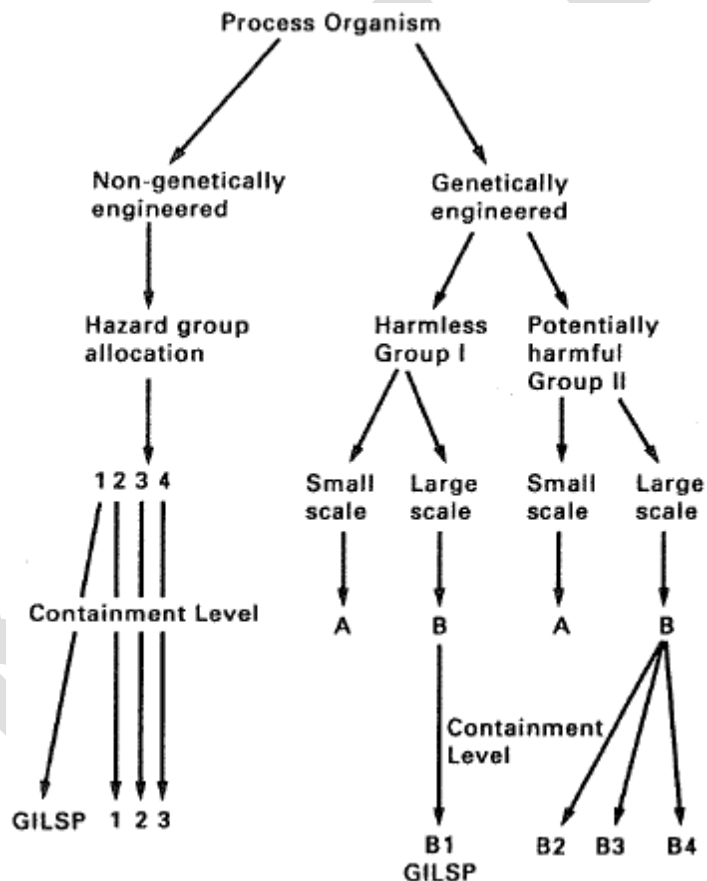 Process Organism
Non-genetically
engineered
Genetically
engineered
Hazard group
allocation
Harmless
Group I
Potentially
harmful
Group II
1 2 3 4
Small
scale
Large
scale
Small
scale
Large
scale
Containment Level
A
B
A
B
Containment
Level
GILSP
1
2
3
B1
GILSP
B2
B3
B4